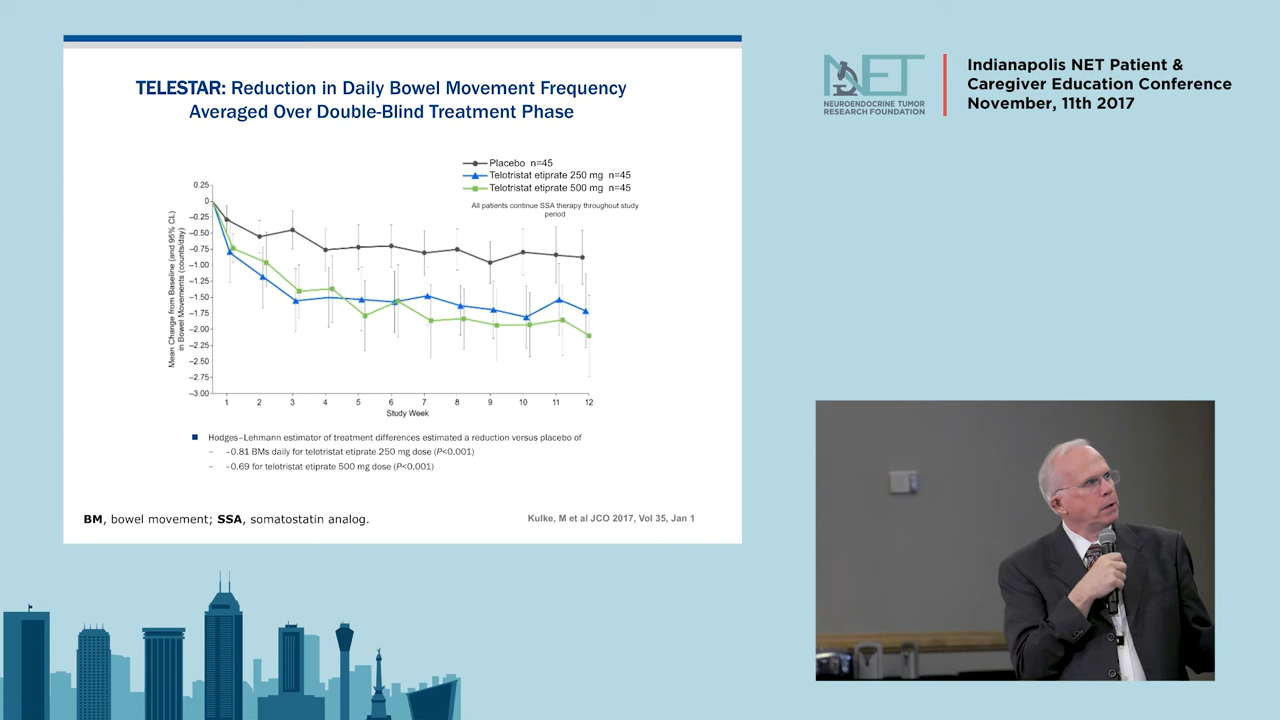 TELESTAR: Reduction in Daily Bowel Movement Frequency
Averaged Over Double-Blind Treatment Phase
Placebo n=45
Telotristat etiprate 250 mg n=45
Telotristat etiprate 500 mg n=45
All patients continue SSA therapy throughout study
period
Mean Change from Baseline (and 95% CL)
in Bowel Movements (counts/day)
0.25
0
−0.25
−0.50
−0.75
−1.00
−1.25
−1.50
−1.75
−2.00
−2.25
−2.50
−2.75
−3.00
1 2 3 4 5 6 7 8 9 10 11 12
Study Week
Hodges–Lehmann estimator of treatment differences estimated a reduction versus placebo of
– −0.81 BMs daily for telotristat etiprate 250 mg dose (P<0.001)
– −0.69 for telotristat etiprate 500 mg dose (P<0.001)
BM, bowel movement; SSA, somatostatin analog.
Kulke, M et al JCO 2017, Vol 35, Jan 1
NET
NEUROENDOCRINE TUMOR
RESEARCH FOUNDATION
Indianapolis NET Patient &
Caregiver Education Conference
November, 11th 2017